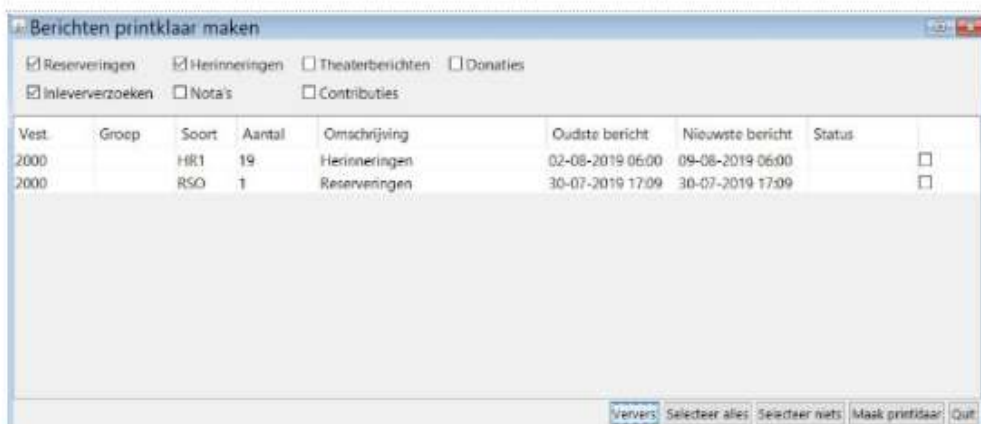 Berichten printklaar maken
Reserveringen Herinneringen Theaterberichten Donaties
Inleververzoeken Nota's Contributies
Vest. Groep Soort Aantal Omschrijving Oudste bericht Nieuwste bericht Status
2000 HR1 19 Herinneringen 02-08-2019 06:00 09-08-2019 06:00
2000 RSO 1 Reserveringen 30-07-2019 17:09 30-07-2019 17:09
Ververs Selecteer alles Selecteer niets Maak printklaar Quit